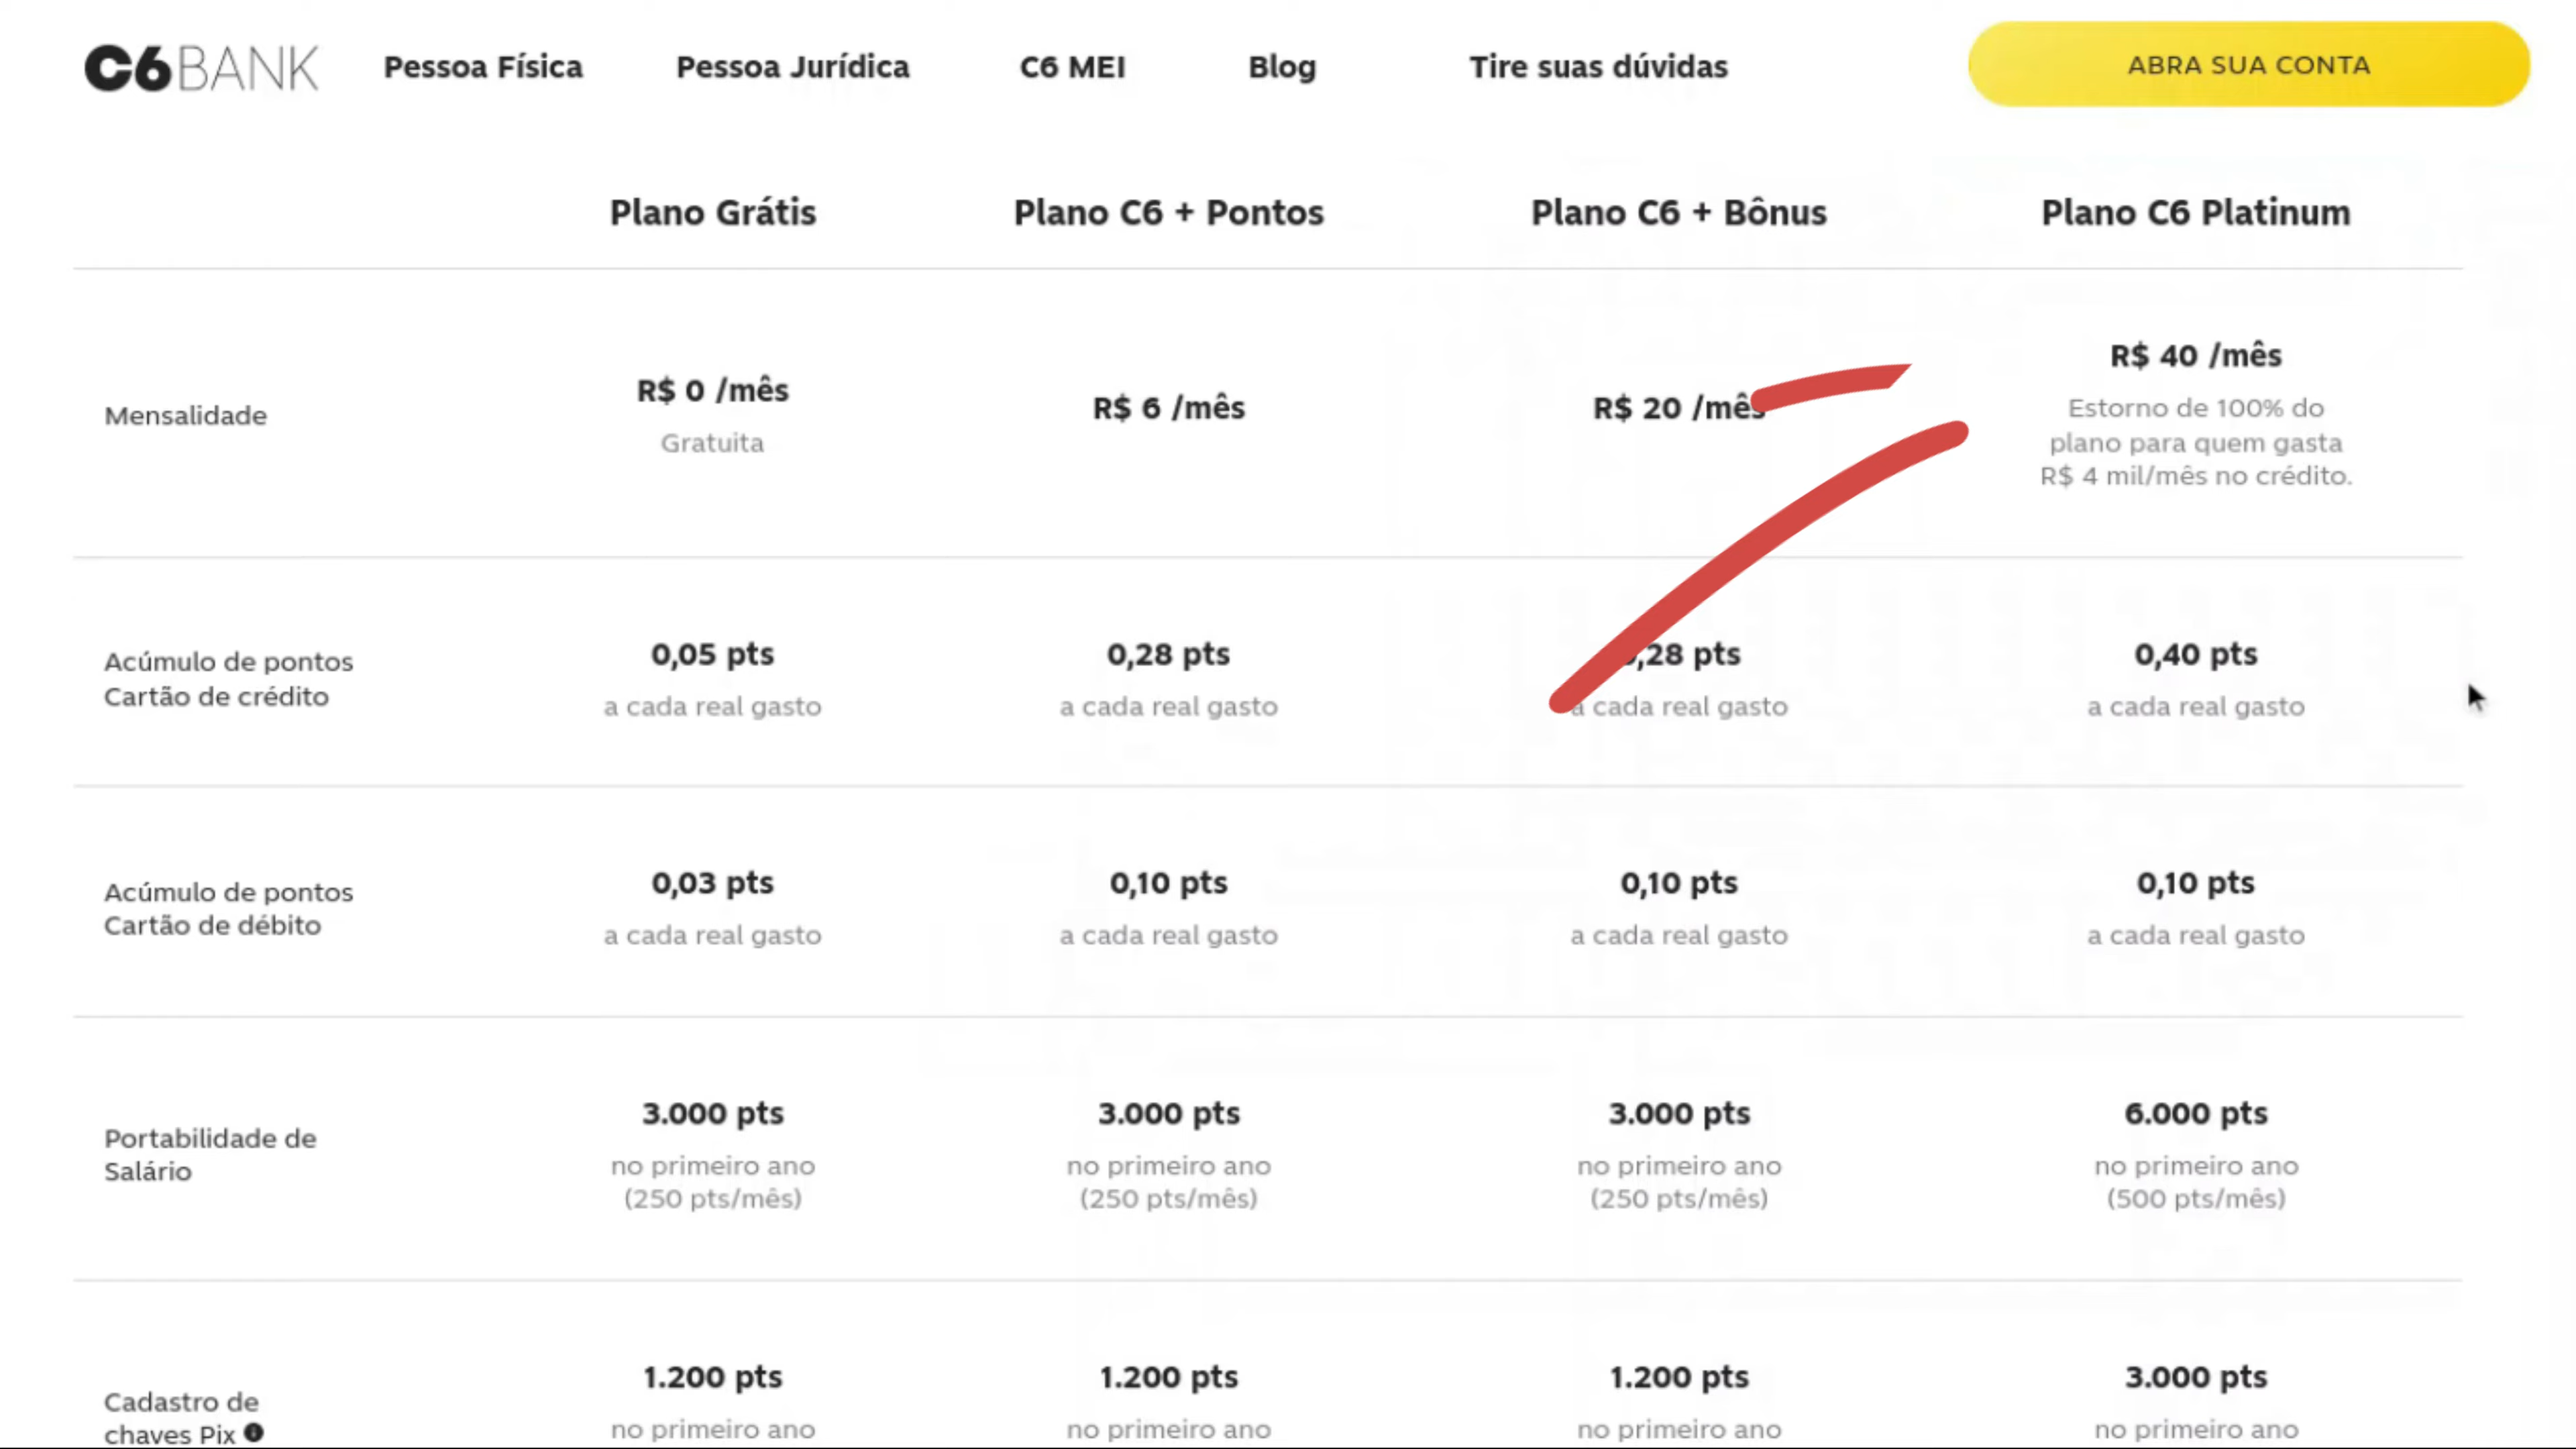 C6BANK Pessoa Física Pessoa Jurídica C6 MEI Blog Tire suas dúvidas ABRA SUA CONTA
Plano Grátis Plano C6 + Pontos Plano C6 + Bônus Plano C6 Platinum
Mensalidade
R$ 0 /mês
Gratuita
R$ 6 /mês
R$ 20 /mês
R$ 40 /mês
Estorno de 100% do
plano para quem gasta
R$ 4 mil/mês no crédito.
Acúmulo de pontos
Cartão de crédito
0,05 pts
a cada real gasto
0,28 pts
a cada real gasto
,28 pts
a cada real gasto
0,40 pts
a cada real gasto
Acúmulo de pontos
Cartão de débito
0,03 pts
a cada real gasto
0,10 pts
a cada real gasto
0,10 pts
a cada real gasto
0,10 pts
a cada real gasto
Portabilidade de
Salário
3.000 pts
no primeiro ano
(250 pts/mês)
3.000 pts
no primeiro ano
(250 pts/mês)
3.000 pts
no primeiro ano
(250 pts/mês)
6.000 pts
no primeiro ano
(500 pts/mês)
Cadastro de
chaves Pix
1.200 pts
no primeiro ano
1.200 pts
no primeiro ano
1.200 pts
no primeiro ano
3.000 pts
no primeiro ano